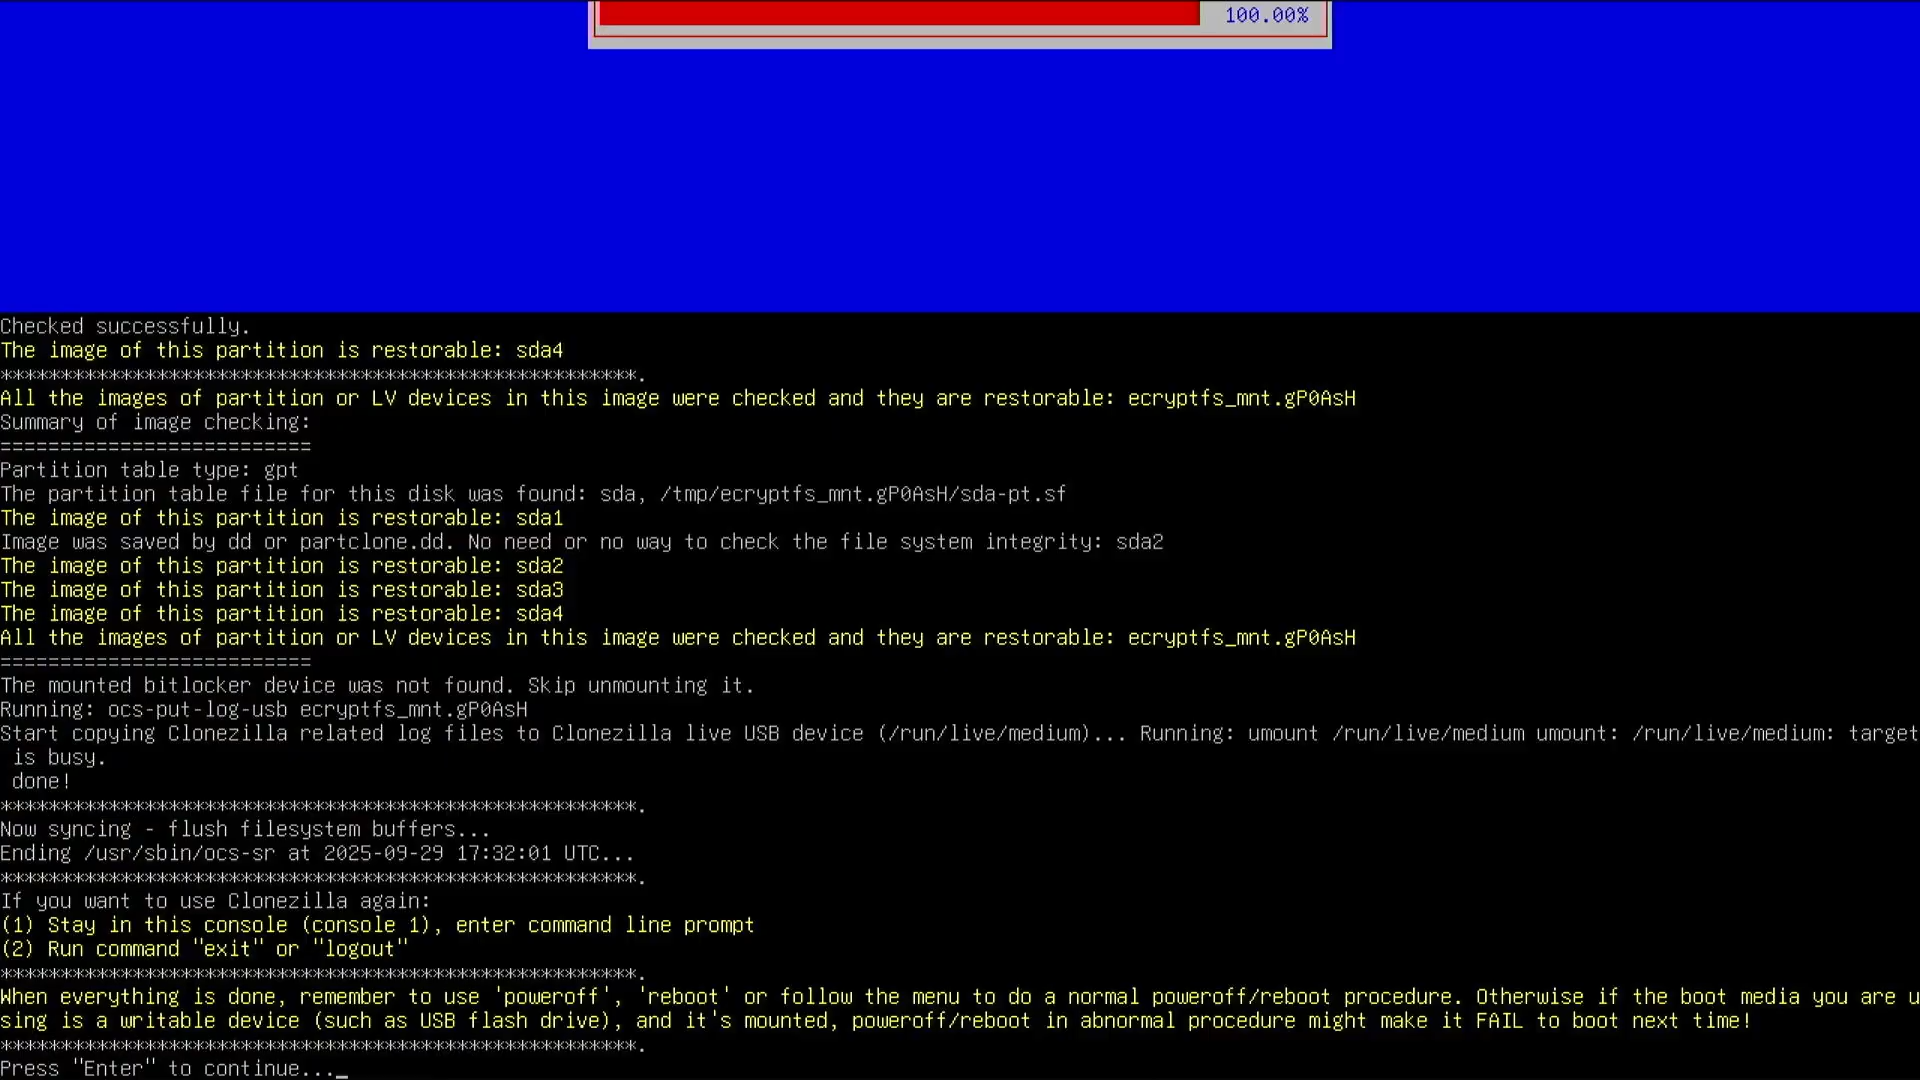 100.00%
Checked successfully.
The image of this partition is restorable: sda4
*****************************************************.
All the images of partition or LV devices in this image were checked and they are restorable: ecryptfs_mnt.gP0AsH
Summary of image checking:
==========================
Partition table type: gpt
The partition table file for this disk was found: sda, /tmp/ecryptfs_mnt.gP0AsH/sda-pt.sf
The image of this partition is restorable: sda1
Image was saved by dd or partclone.dd. No need or no way to check the file system integrity: sda2
The image of this partition is restorable: sda2
The image of this partition is restorable: sda3
The image of this partition is restorable: sda4
All the images of partition or LV devices in this image were checked and they are restorable: ecryptfs_mnt.gP0AsH
==========================
The mounted bitlocker device was not found. Skip unmounting it.
Running: ocs-put-log-usb ecryptfs_mnt.gP0AsH
Start copying Clonezilla related log files to Clonezilla live USB device (/run/live/medium)... Running: umount /run/live/medium umount: /run/live/medium: target
 is busy.
 done!
*****************************************************.
Now syncing - flush filesystem buffers...
Ending /usr/sbin/ocs-sr at 2025-09-29 17:32:01 UTC...
*****************************************************.
If you want to use Clonezilla again:
(1) Stay in this console (console 1), enter command line prompt
(2) Run command "exit" or "logout"
*****************************************************.
When everything is done, remember to use 'poweroff', 'reboot' or follow the menu to do a normal poweroff/reboot procedure. Otherwise if the boot media you are u
sing is a writable device (such as USB flash drive), and it's mounted, poweroff/reboot in abnormal procedure might make it FAIL to boot next time!
*****************************************************.
Press "Enter" to continue..._